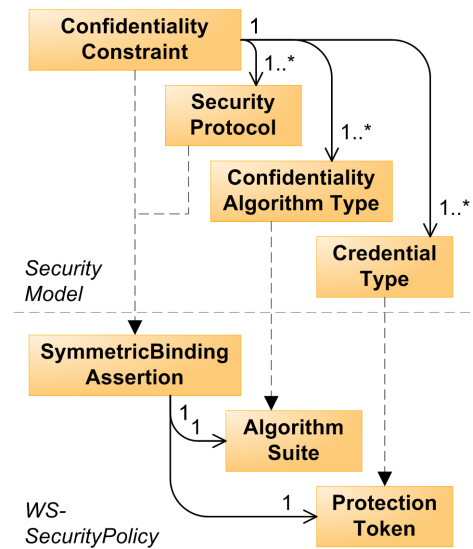 Confidentiality
Constraint
1
1..*
Security
Protocol
1..*
Confidentiality
Algorithm Type
1..*
Credential
Type
Security
Model
SymmetricBinding
Assertion
1
1
Algorithm
Suite
1
Protection
Token
WS-
SecurityPolicy